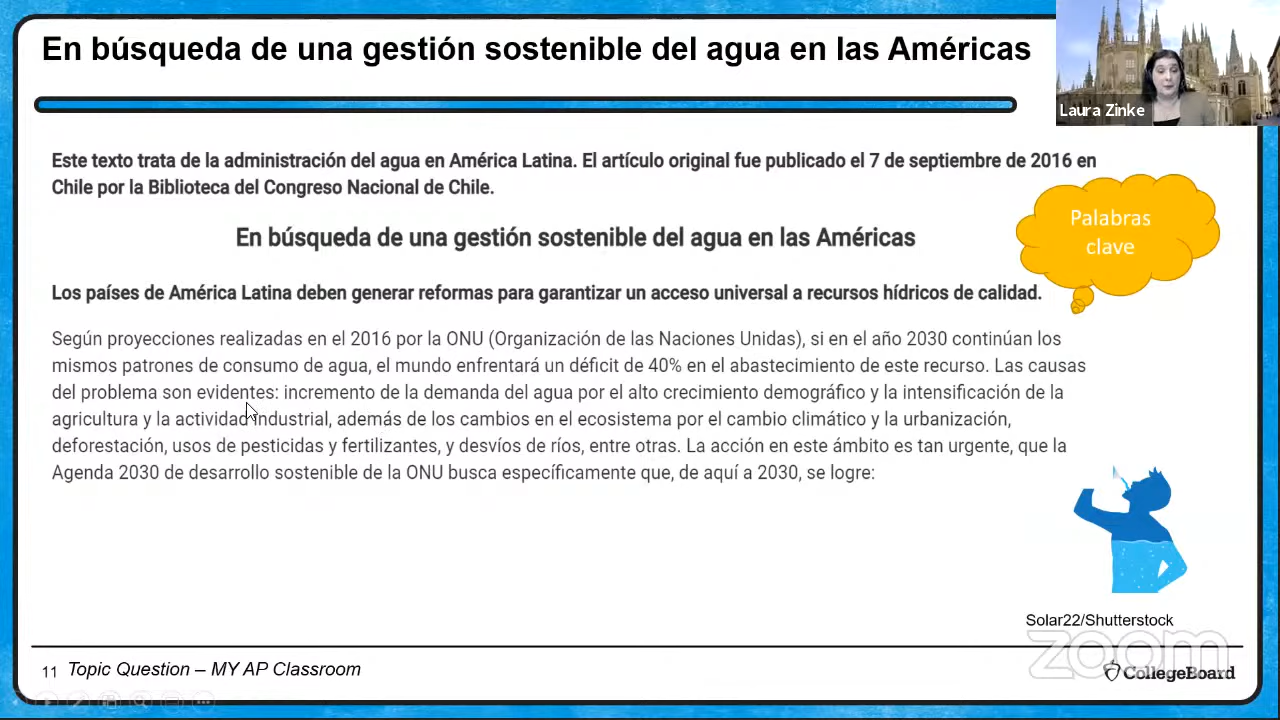 En búsqueda de una gestión sostenible del agua en las Américas
Laura Zinke
Este texto trata de la administración del agua en América Latina. El artículo original fue publicado el 7 de septiembre de 2016 en
Chile por la Biblioteca del Congreso Nacional de Chile.
Palabras
clave
En búsqueda de una gestión sostenible del agua en las Américas
Los países de América Latina deben generar reformas para garantizar un acceso universal a recursos hídricos de calidad.
Según proyecciones realizadas en el 2016 por la ONU (Organización de las Naciones Unidas), si en el año 2030 continúan los
mismos patrones de consumo de agua, el mundo enfrentará un déficit de 40% en el abastecimiento de este recurso. Las causas
del problema son evidentes: incremento de la demanda del agua por el alto crecimiento demográfico y la intensificación de la
agricultura y la actividad industrial, además de los cambios en el ecosistema por el cambio climático y la urbanización,
deforestación, usos de pesticidas y fertilizantes, y desvíos de ríos, entre otras. La acción en este ámbito es tan urgente, que la
Agenda 2030 de desarrollo sostenible de la ONU busca específicamente que, de aquí a 2030, se logre:
Solar22/Shutterstock
zoom
11 Topic Question – MY AP Classroom
CollegeBoard